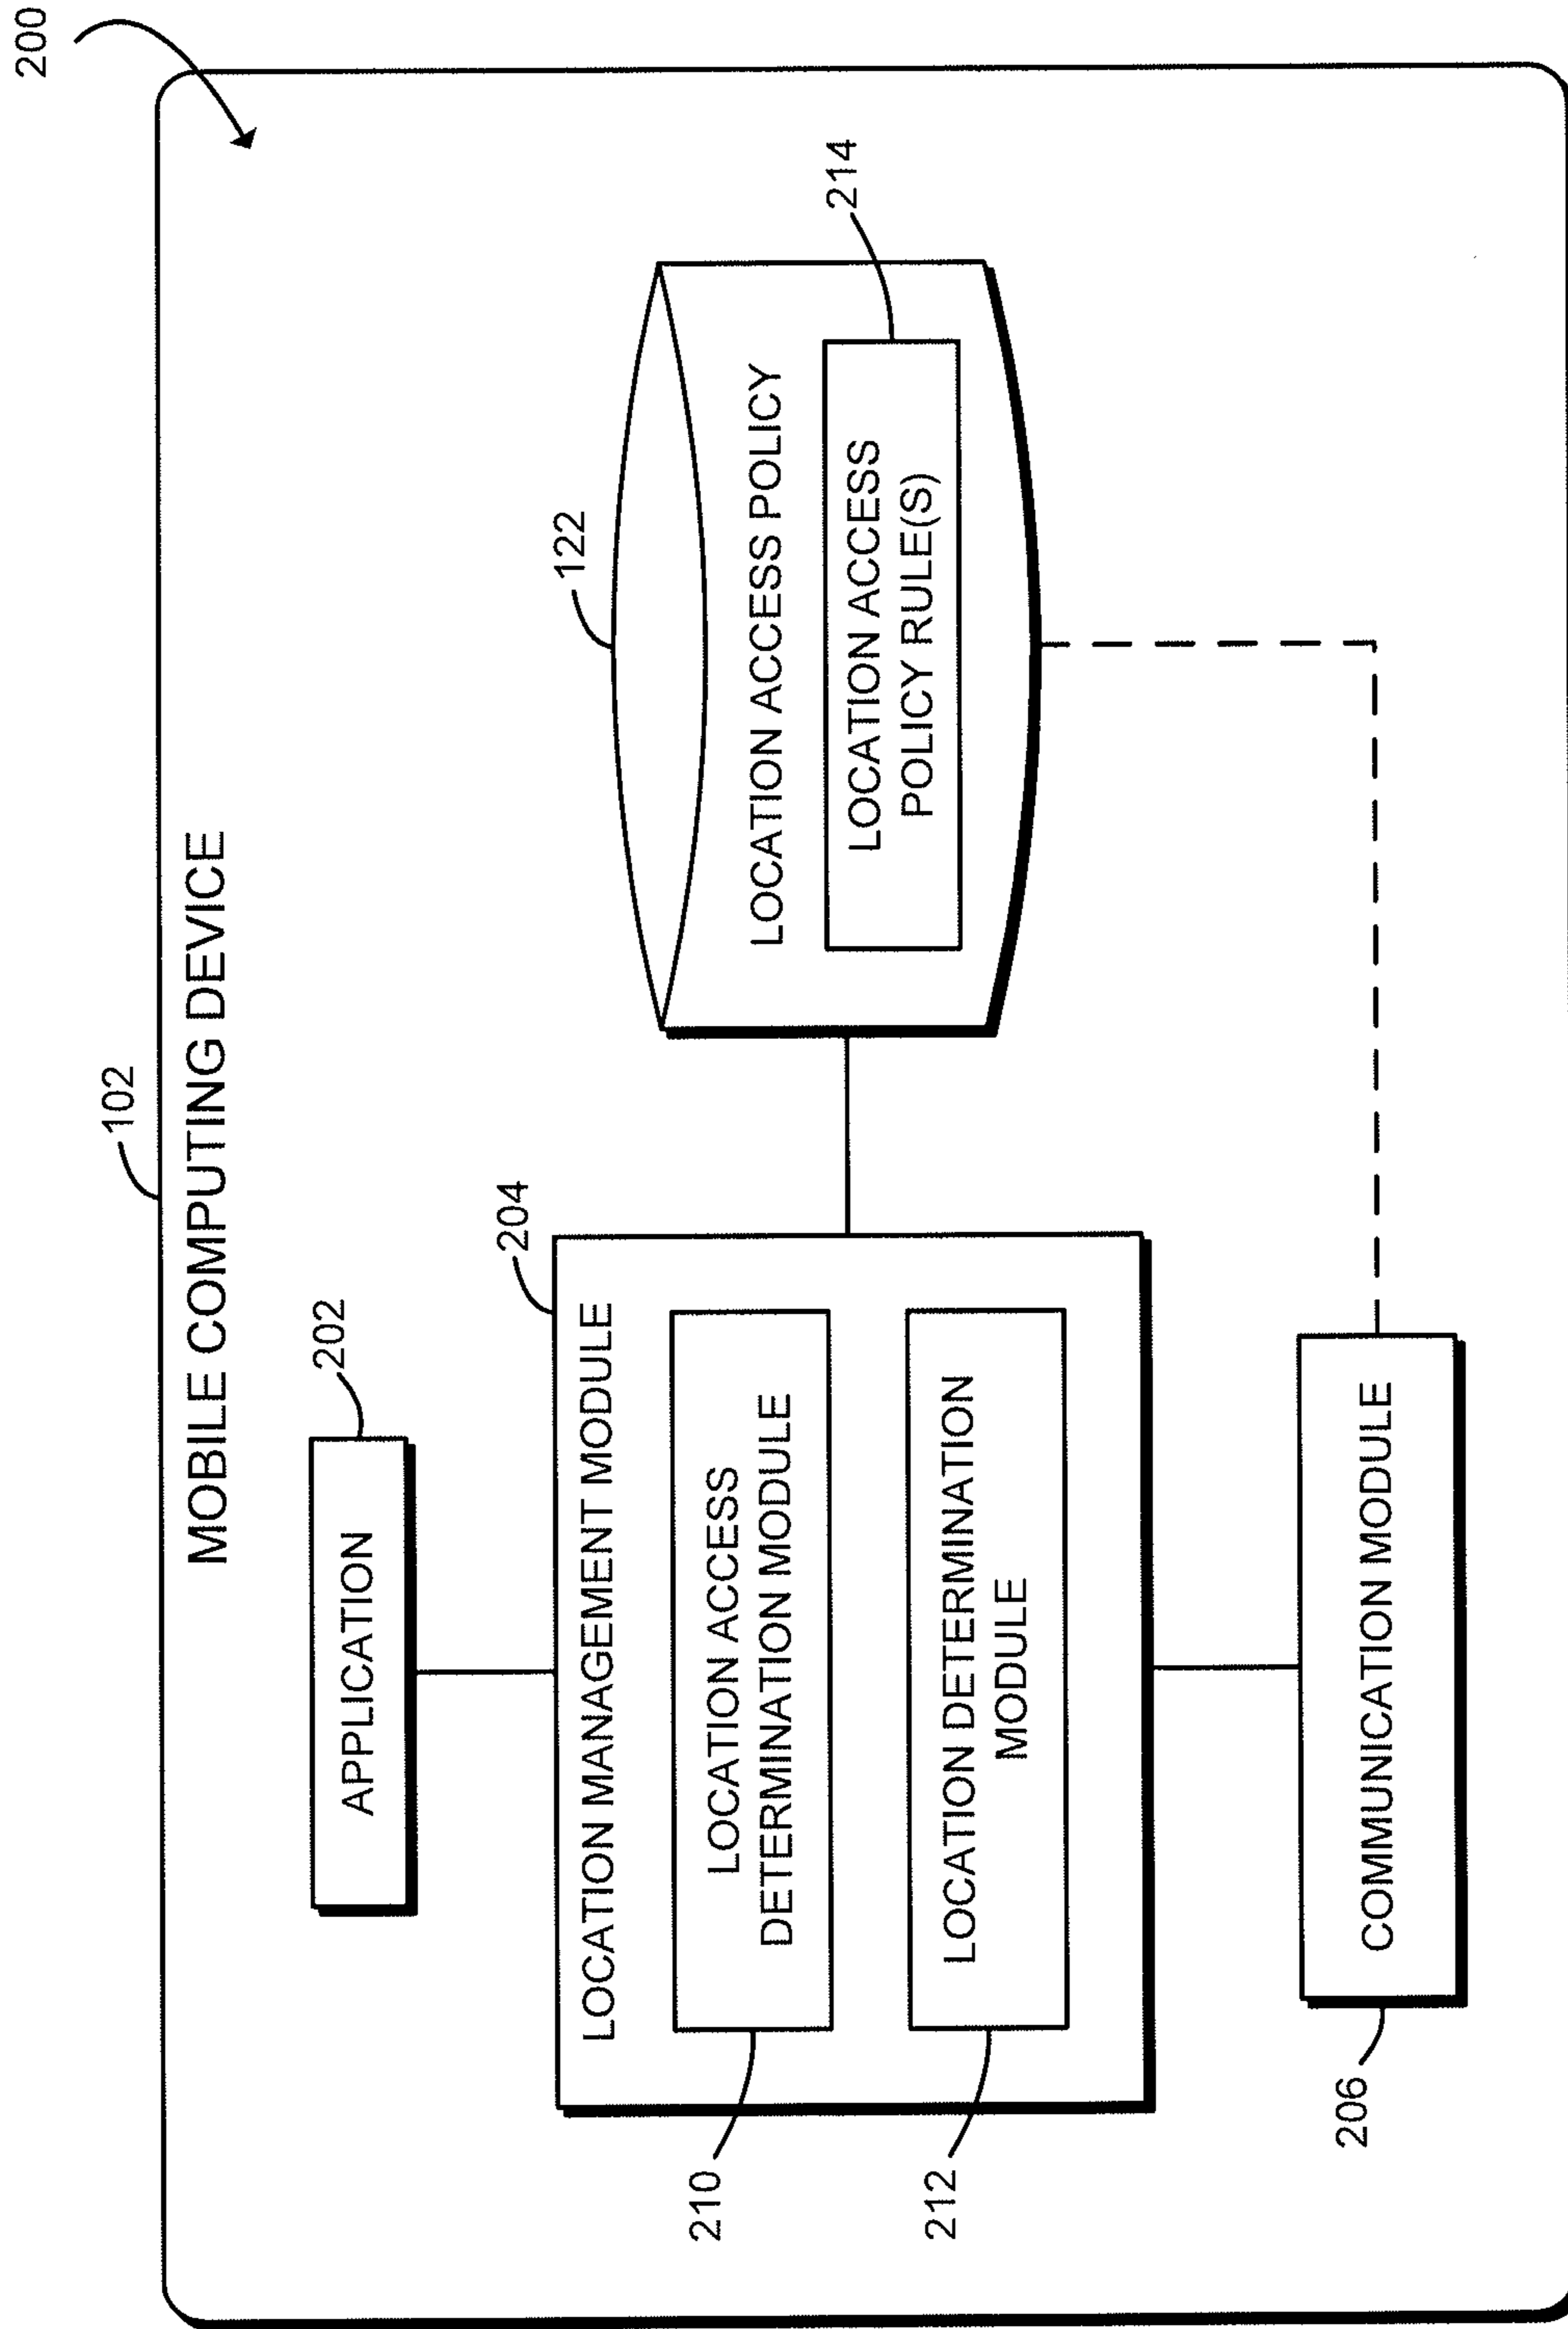 200
102
MOBILE COMPUTING DEVICE
202
APPLICATION
204
LOCATION MANAGEMENT MODULE
210
LOCATION ACCESS
DETERMINATION MODULE
212
LOCATION DETERMINATION
MODULE
122
LOCATION ACCESS POLICY
214
LOCATION ACCESS
POLICY RULE(S)
206
COMMUNICATION MODULE